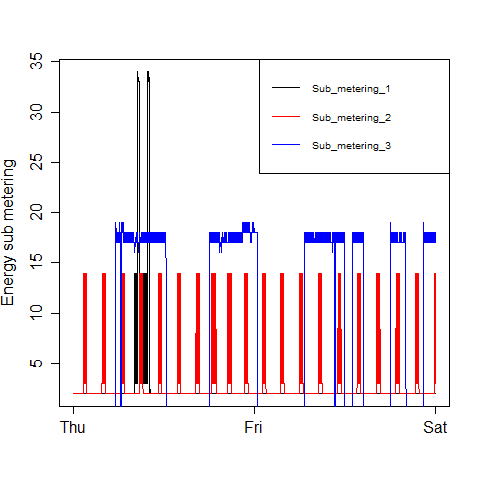 Energy sub metering
35
30
25
20
15
10
5
Thu
Fri
Sat
Sub_metering_1
Sub_metering_2
Sub_metering_3